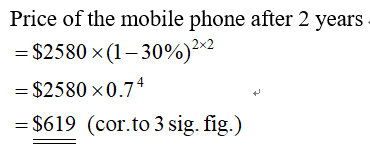 Price of the mobile phone after 2 years
= $2580 × (1 − 30%)^{2×2}
= $2580 × 0.7^4
= $619 (cor. to 3 sig. fig.)